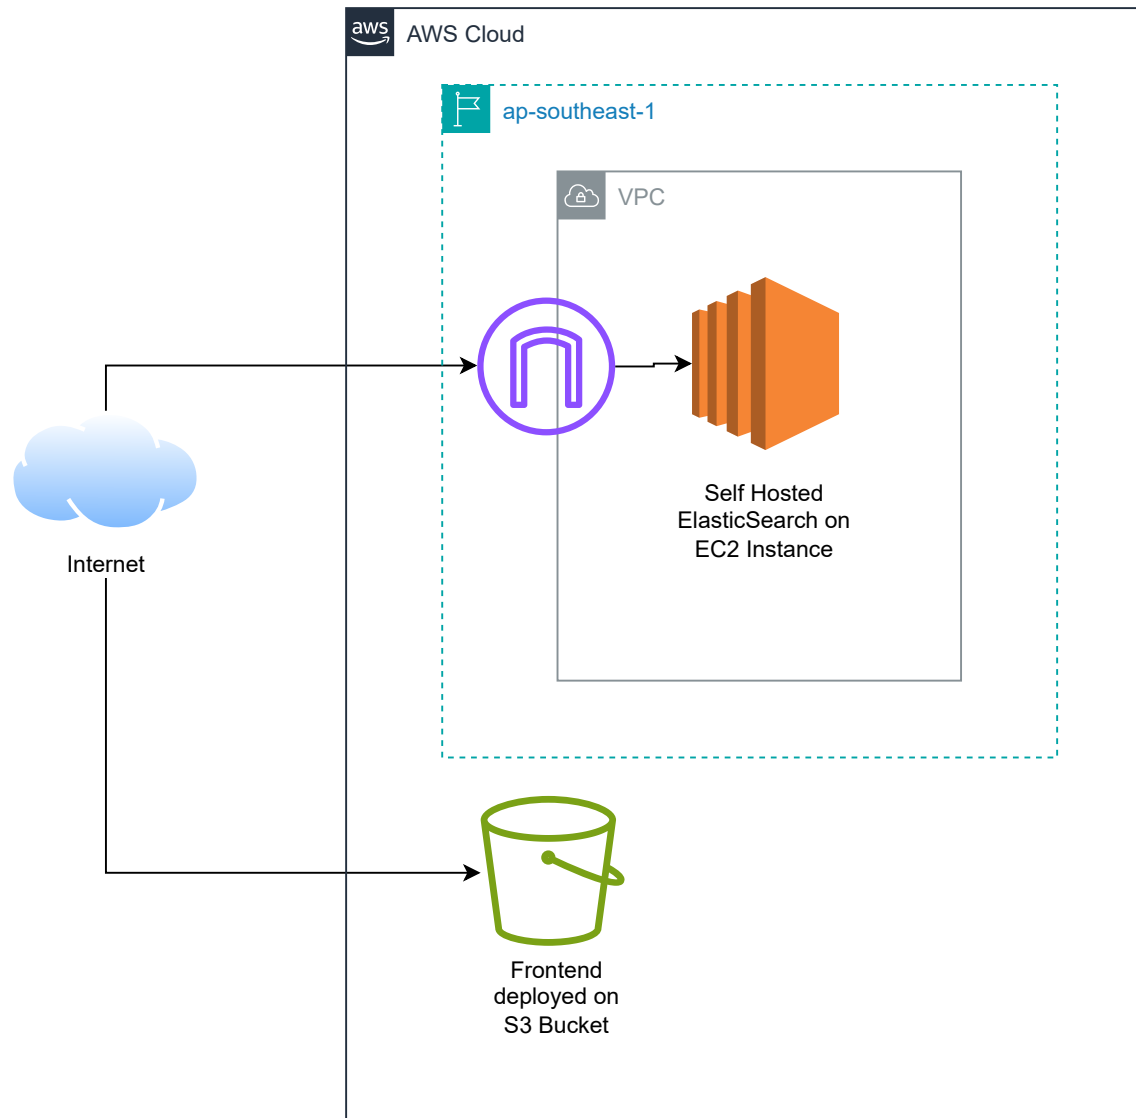 aws
AWS Cloud
ap-southeast-1
VPC
Self Hosted
ElasticSearch on
EC2 Instance
Internet
Frontend
deployed on
S3 Bucket